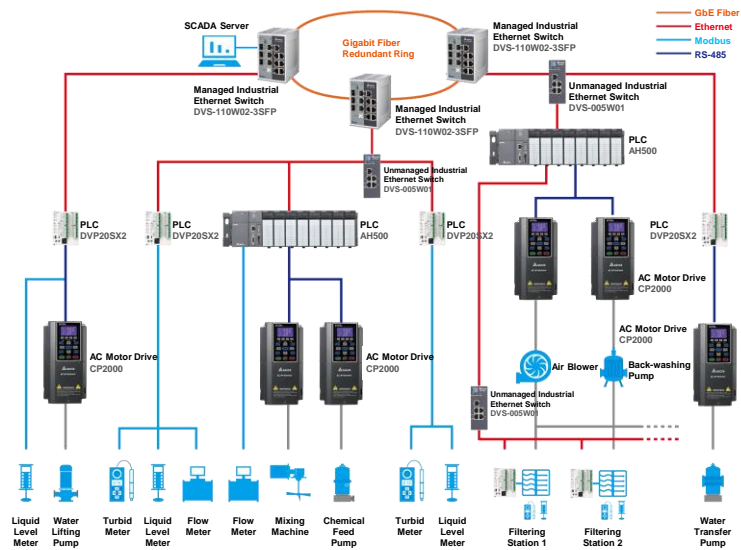 SCADA Server
Gigabit Fiber
Redundant Ring
Managed Industrial
Ethernet Switch
DVS-110W02-3SFP
GbE Fiber
Ethernet
Modbus
RS-485
Managed Industrial
Ethernet Switch
DVS-110W02-3SFP
Managed Industrial
Ethernet Switch
DVS-110W02-3SFP
Unmanaged Industrial
Ethernet Switch
DVS-005W01
PLC
AH500
Unmanaged Industrial
Ethernet Switch
DVS-005W01
PLC
DVP20SX2
PLC
DVP20SX2
PLC
AH500
PLC
DVP20SX2
PLC
DVP20SX2
AC Motor Drive
CP2000
AC Motor Drive
CP2000
AC Motor Drive
CP2000
Air Blower
Back-washing
Pump
Unmanaged Industrial
Ethernet Switch
DVS-005W01
Liquid
Level
Meter
Water
Lifting
Pump
Turbid
Meter
Liquid
Level
Meter
Flow
Meter
Flow
Meter
Mixing
Machine
Chemical
Feed
Pump
Turbid
Meter
Liquid
Level
Meter
Filtering
Station 1
Filtering
Station 2
Water
Transfer
Pump